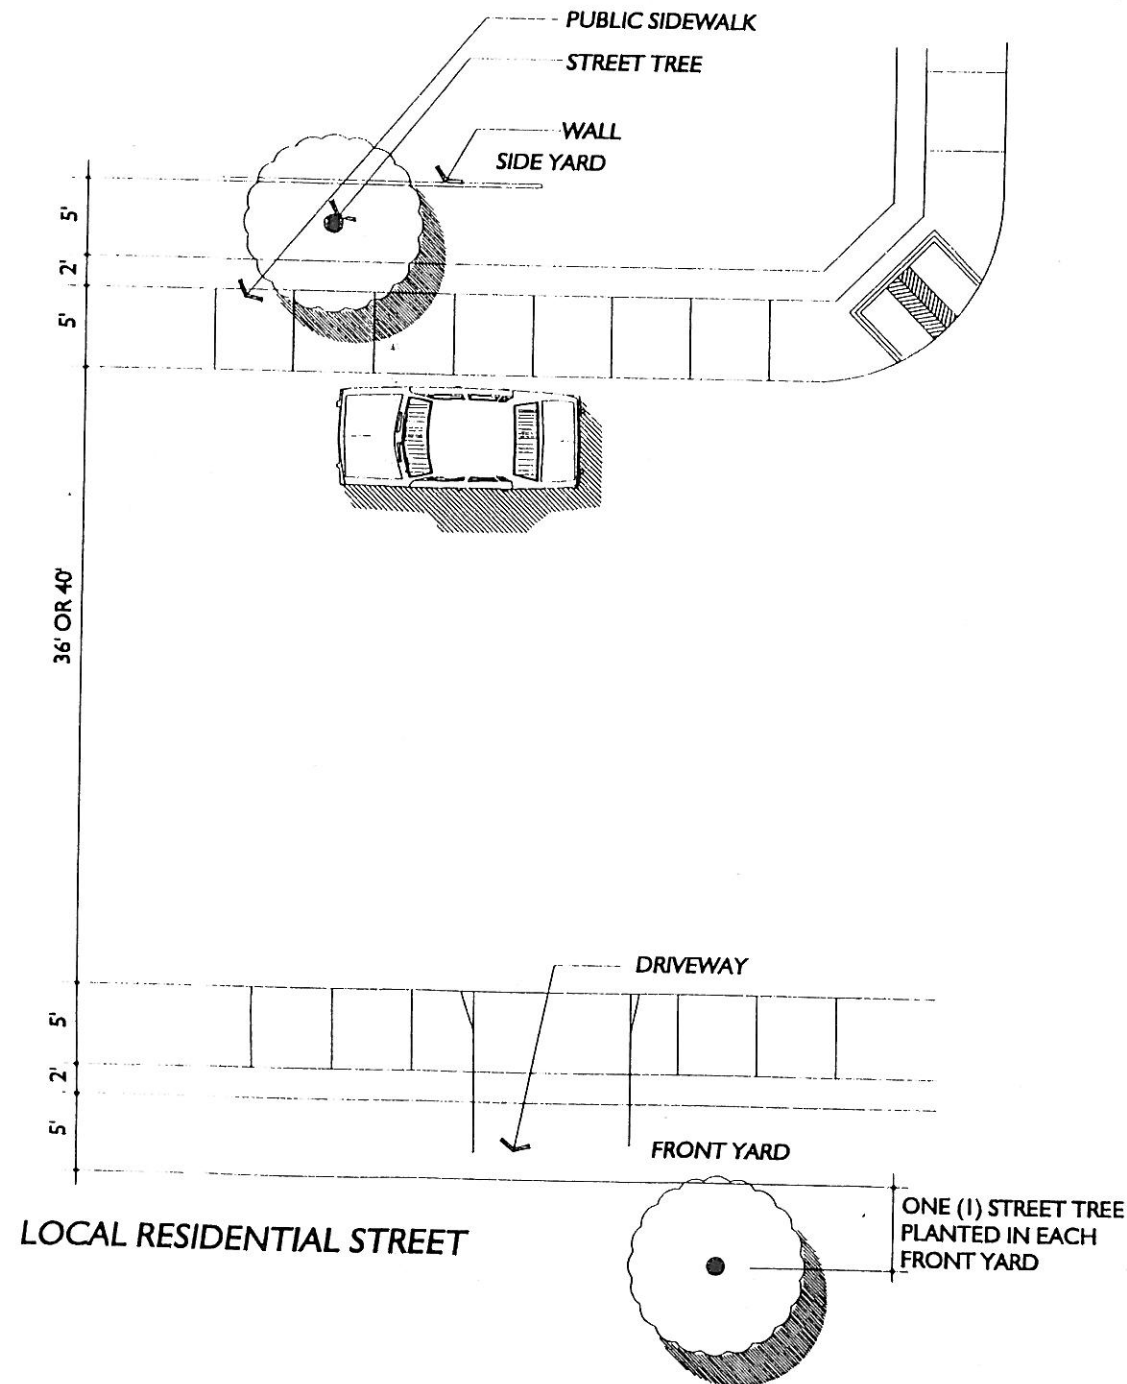 PUBLIC SIDEWALK
STREET TREE
WALL
SIDE YARD
5'
2'
5'
36' OR 40'
DRIVEWAY
5'
2'
5'
FRONT YARD
ONE (1) STREET TREE
PLANTED IN EACH
FRONT YARD
LOCAL RESIDENTIAL STREET